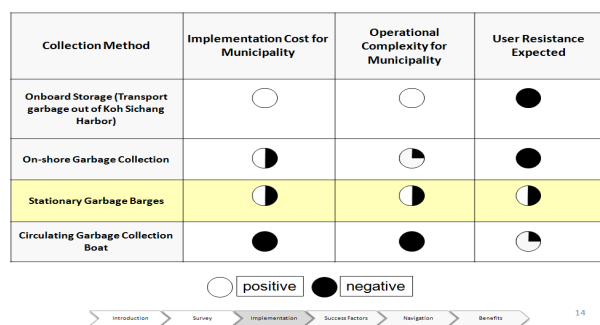 Collection Method
Implementation Cost for
Municipality
Operational
Complexity for
Municipality
User Resistance
Expected
Onboard Storage (Transport
garbage out of Koh Sichang
Harbor)
On-shore Garbage Collection
Stationary Garbage Barges
Circulating Garbage Collection
Boat
positive
negative
Introduction
Survey
Implementation
Success Factors
Navigation
Benefits
14